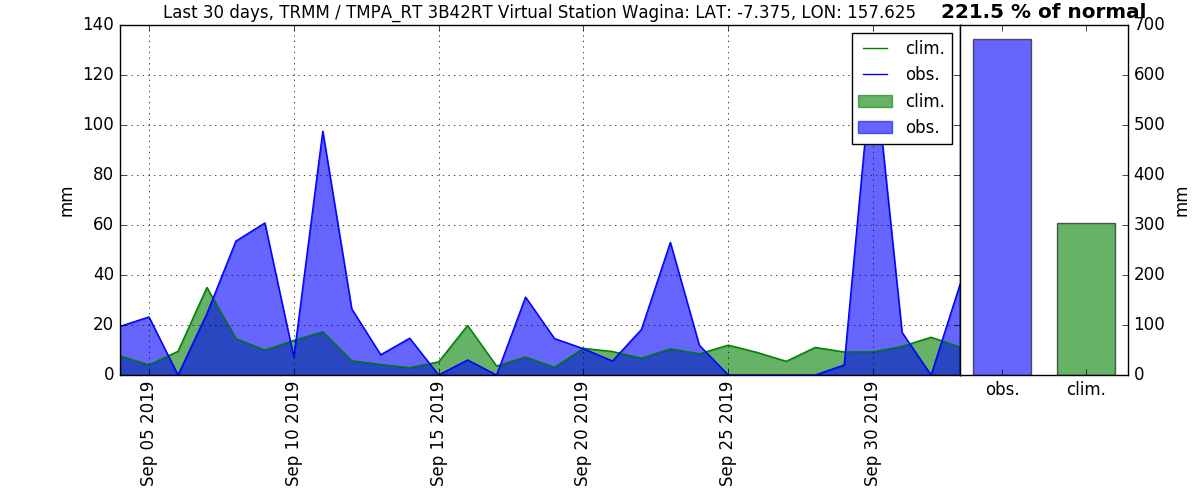 Last 30 days, TRMM / TMPA_RT 3B42RT Virtual Station Wagina: LAT: -7.375, LON: 157.625
221.5 % of normal
140
120
100
80
60
40
20
0
mm
Sep 05 2019
Sep 10 2019
Sep 15 2019
Sep 20 2019
Sep 25 2019
Sep 30 2019
clim.
obs.
clim.
obs.
700
600
500
400
300
200
100
0
mm
obs.
clim.